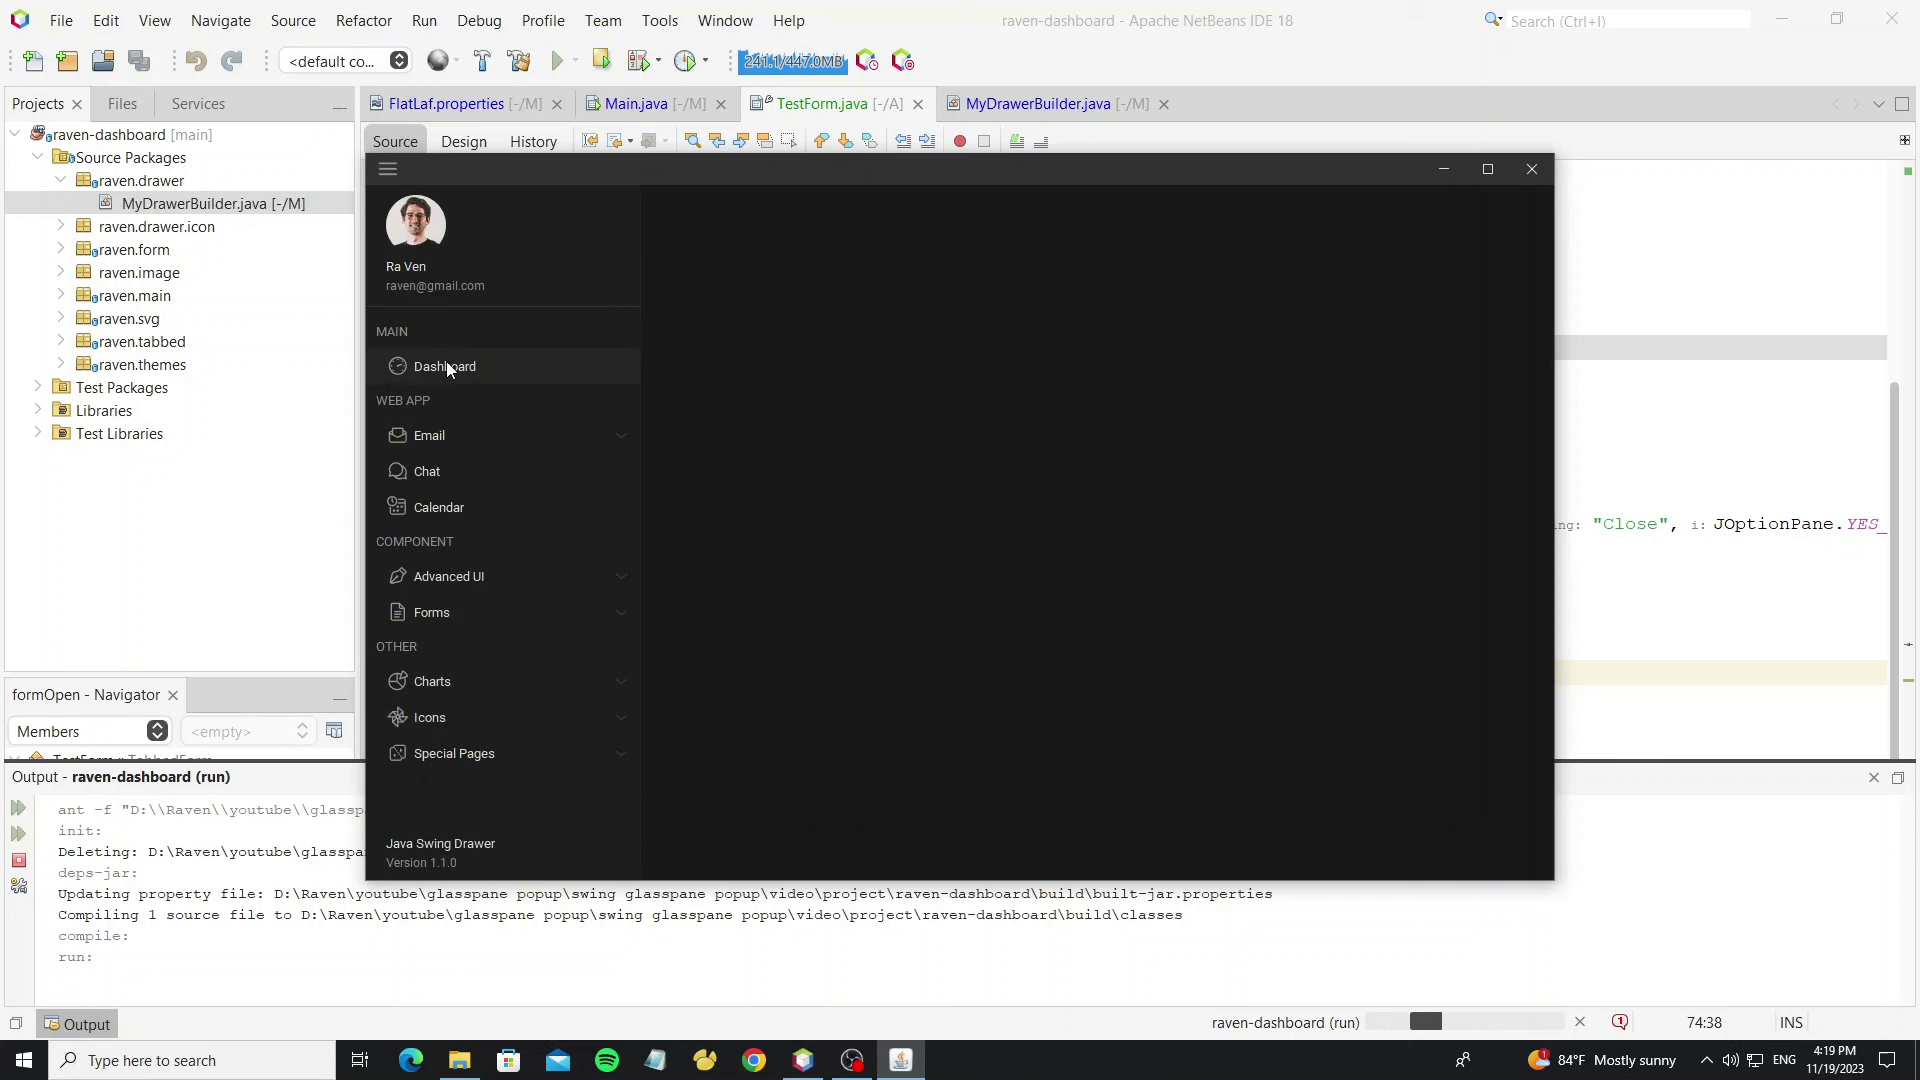 File Edit View Navigate Source Refactor Run Debug Profile Team Tools Window Help
raven-dashboard - Apache NetBeans IDE 18
Search (Ctrl+I)
<default co...
241.1/447.0MB
Projects Files Services
FlatLaf.properties [-/M] Main.java [-/M] TestForm.java [-/A] MyDrawerBuilder.java [-/M]
Source Design History
raven-dashboard [main]
Source Packages
raven.drawer
MyDrawerBuilder.java [-/M]
raven.drawer.icon
raven.form
raven.image
raven.main
raven.svg
raven.tabbed
raven.themes
Test Packages
Libraries
Test Libraries
Ra Ven
raven@gmail.com
MAIN
Dashboard
WEB APP
Email
Chat
Calendar
COMPONENT
Advanced UI
Forms
OTHER
Charts
Icons
Special Pages
Java Swing Drawer
Version 1.1.0
ing: "Close", i: JOptionPane.YES_
formOpen - Navigator
Members <empty>
Output - raven-dashboard (run)
ant -f "D:\\Raven\\youtube\\glassp
init:
Deleting: D:\Raven\youtube\glasspa
deps-jar:
Updating property file: D:\Raven\youtube\glasspane popup\swing glasspane popup\video\project\raven-dashboard\build\built-jar.properties
Compiling 1 source file to D:\Raven\youtube\glasspane popup\swing glasspane popup\video\project\raven-dashboard\build\classes
compile:
run:
Output
raven-dashboard (run)
1
74:38
INS
Type here to search
1
84°F Mostly sunny
ENG
4:19 PM
11/19/2023